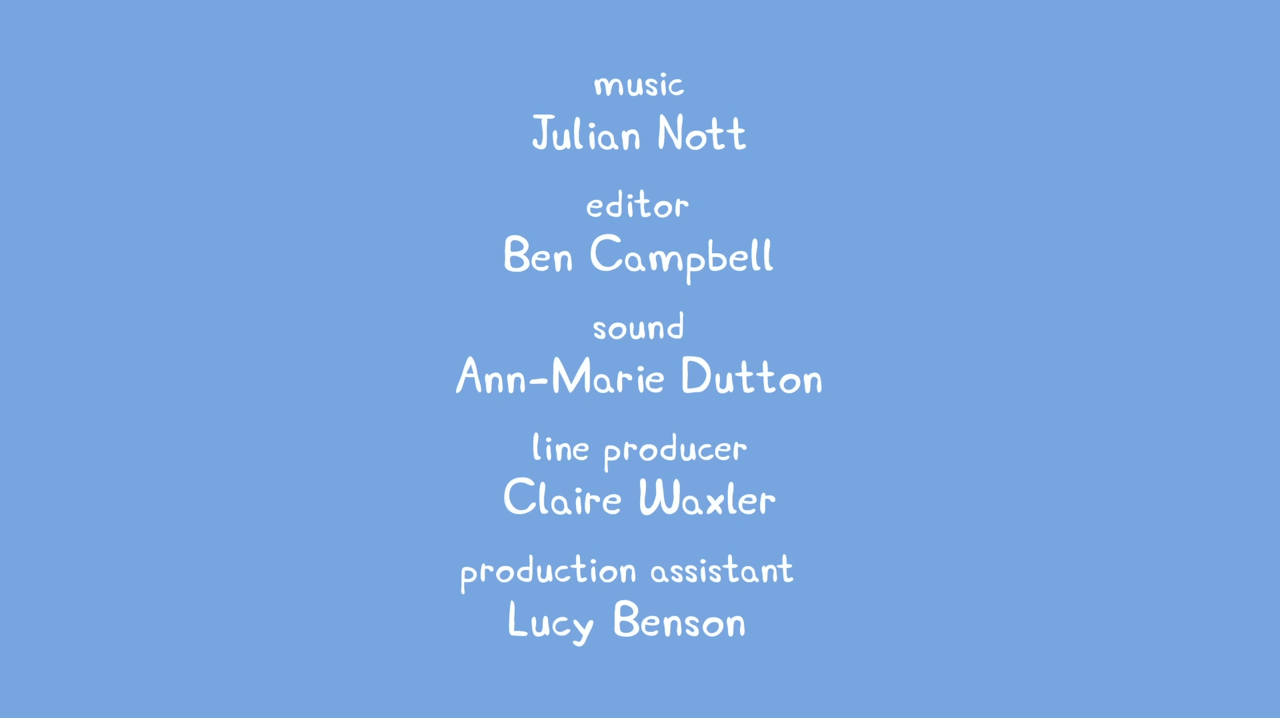 music
Julian Nott
editor
Ben Campbell
sound
Ann-Marie Dutton
line producer
Claire Waxler
production assistant
Lucy Benson